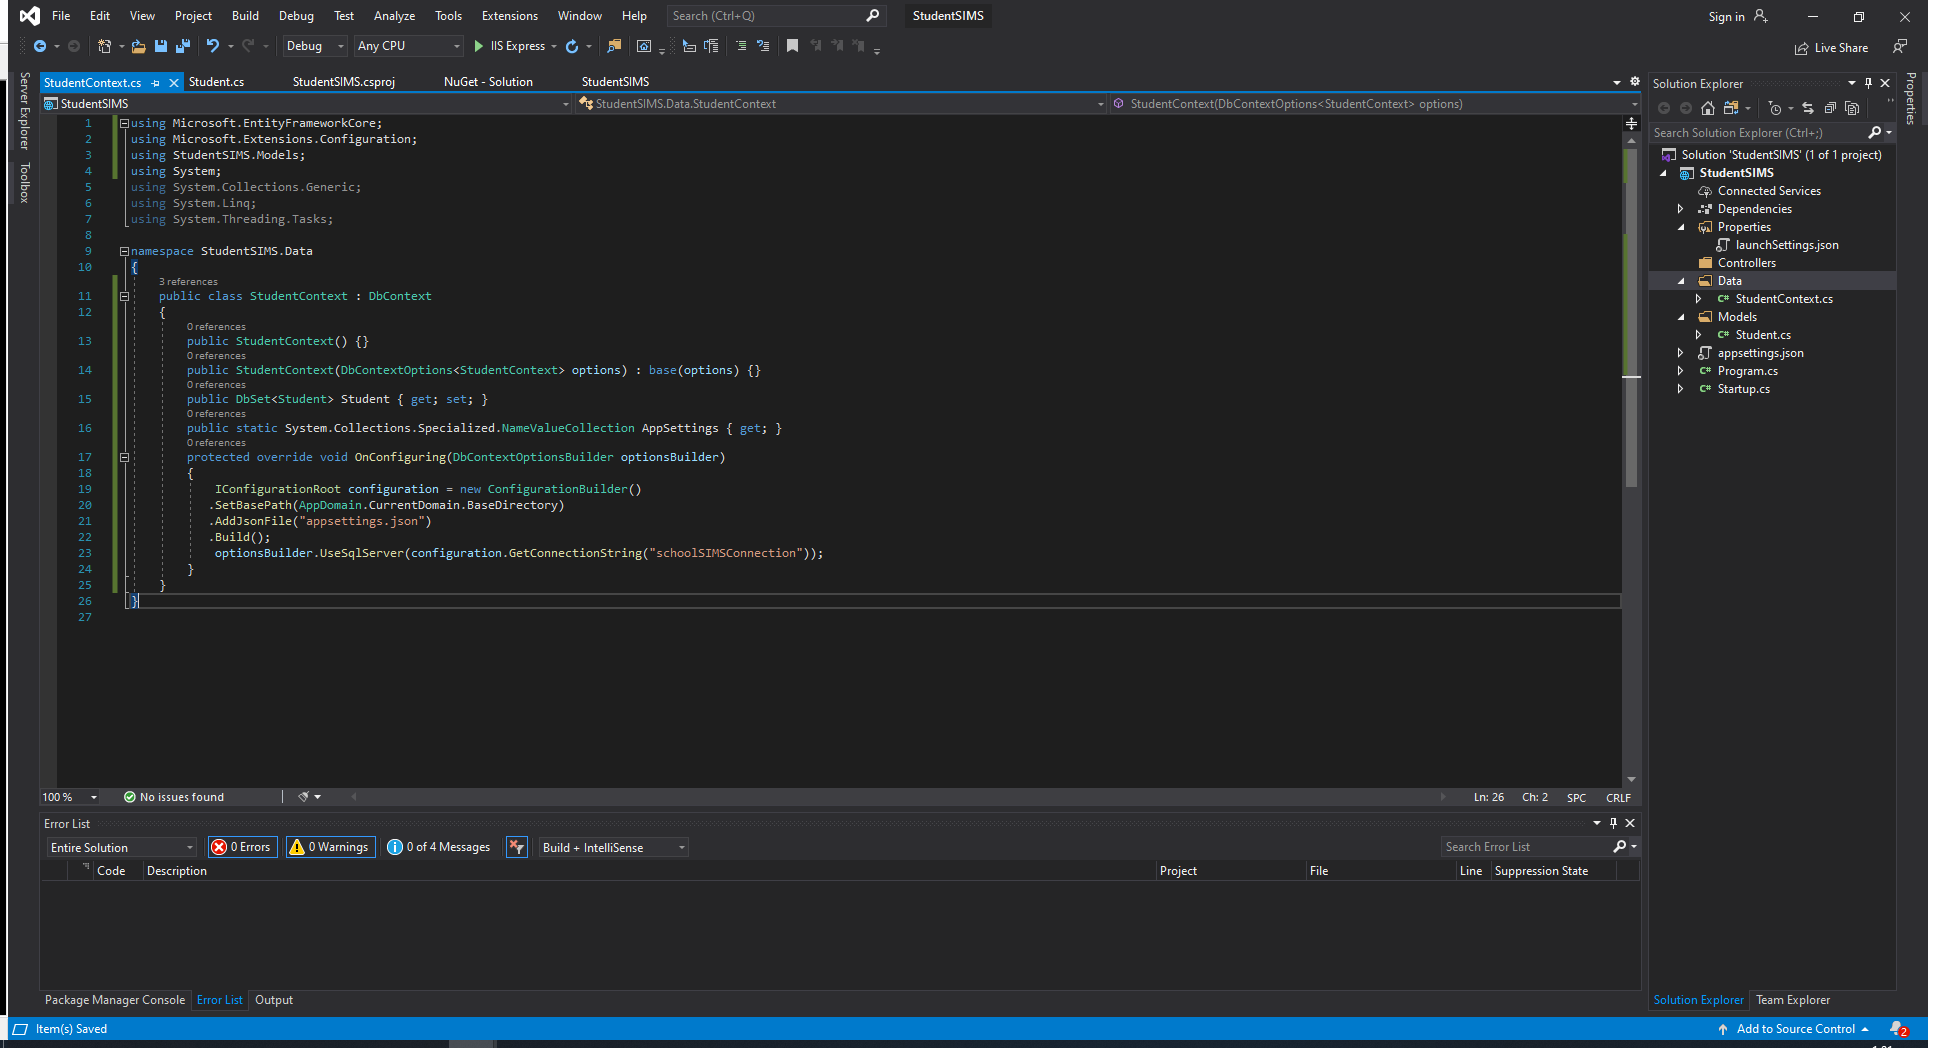 File Edit View Project Build Debug Test Analyze Tools Extensions Window Help Search (Ctrl+Q) StudentSIMS Sign in
Debug Any CPU IIS Express Live Share
Server Explorer
Toolbox
StudentContext.cs Student.cs StudentSIMS.csproj NuGet - Solution StudentSIMS
StudentSIMS StudentSIMS.Data.StudentContext StudentContext(DbContextOptions<StudentContext> options)
1 using Microsoft.EntityFrameworkCore;
2 using Microsoft.Extensions.Configuration;
3 using StudentSIMS.Models;
4 using System;
5 using System.Collections.Generic;
6 using System.Linq;
7 using System.Threading.Tasks;
8
9 namespace StudentSIMS.Data
10 {
3 references
11 public class StudentContext : DbContext
12 {
0 references
13 public StudentContext() {}
0 references
14 public StudentContext(DbContextOptions<StudentContext> options) : base(options) {}
0 references
15 public DbSet<Student> Student { get; set; }
0 references
16 public static System.Collections.Specialized.NameValueCollection AppSettings { get; }
0 references
17 protected override void OnConfiguring(DbContextOptionsBuilder optionsBuilder)
18 {
19 IConfigurationRoot configuration = new ConfigurationBuilder()
20 .SetBasePath(AppDomain.CurrentDomain.BaseDirectory)
21 .AddJsonFile("appsettings.json")
22 .Build();
23 optionsBuilder.UseSqlServer(configuration.GetConnectionString("schoolSIMSConnection"));
24 }
25 }
26 }
27
100 % No issues found Ln: 26 Ch: 2 SPC CRLF
Error List
Entire Solution 0 Errors 0 Warnings 0 of 4 Messages Build + IntelliSense Search Error List
Code Description Project File Line Suppression State
Package Manager Console Error List Output
Solution Explorer
Search Solution Explorer (Ctrl+;)
Solution 'StudentSIMS' (1 of 1 project)
StudentSIMS
Connected Services
Dependencies
Properties
launchSettings.json
Controllers
Data
C# StudentContext.cs
Models
C# Student.cs
appsettings.json
C# Program.cs
C# Startup.cs
Solution Explorer Team Explorer
Properties
Item(s) Saved Add to Source Control 2